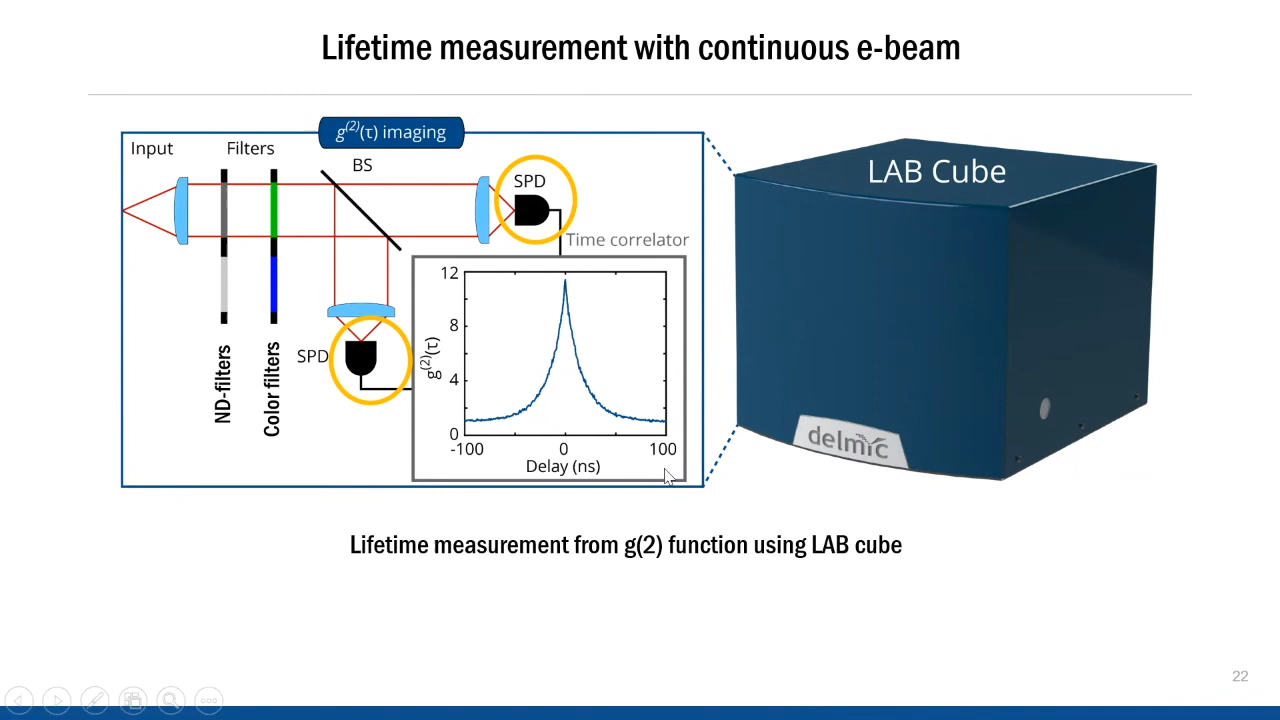 Lifetime measurement with continuous e-beam
g(2)(τ) imaging
Input
Filters
BS
SPD
Time correlator
SPD
ND-filters
Color filters
12
8
4
0
g(2)(τ)
-100
0
100
Delay (ns)
LAB Cube
delmic
Lifetime measurement from g(2) function using LAB cube
22